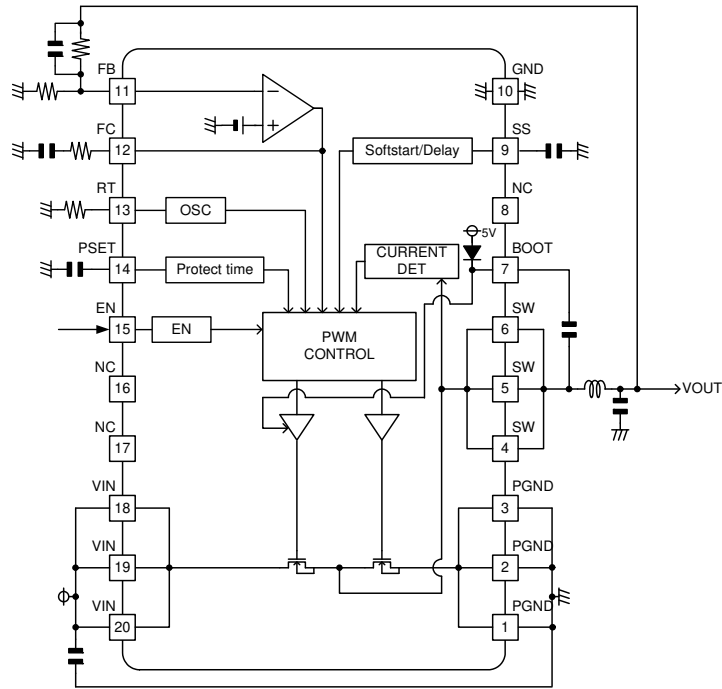 FB
11
GND
10
FC
12
Softstart/Delay
SS
9
RT
13
OSC
NC
8
PSET
14
Protect time
CURRENT
DET
5V
BOOT
7
EN
15
EN
PWM
CONTROL
SW
6
NC
16
SW
5
VOUT
NC
17
SW
4
VIN
18
PGND
3
VIN
19
PGND
2
VIN
20
PGND
1